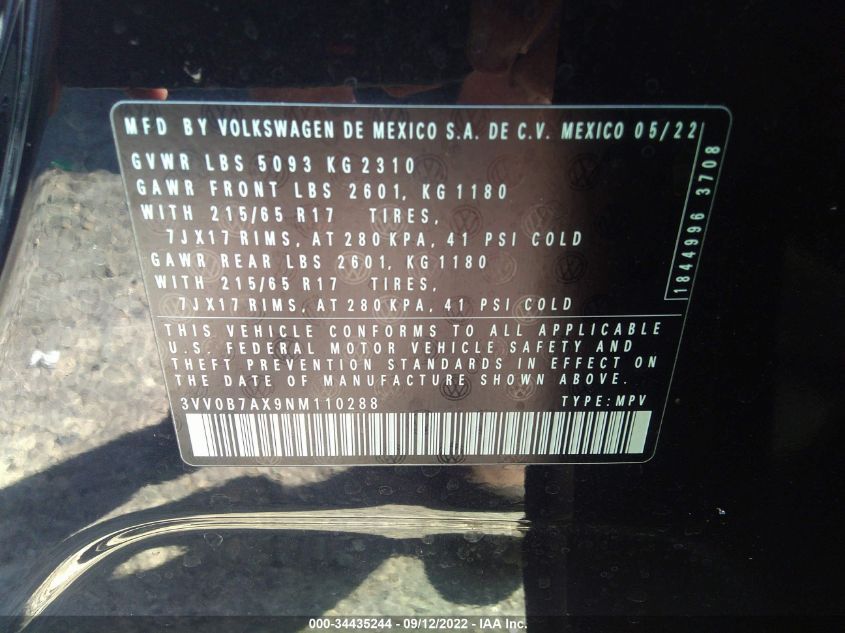 MFD BY VOLKSWAGEN DE MEXICO S.A. DE C.V. MEXICO 05/22
GVWR LBS 5093 KG 2310
GAWR FRONT LBS 2601, KG 1180
WITH 215/65 R17 TIRES,
7JX17 RIMS, AT 280 KPA, 41 PSI COLD
GAWR REAR LBS 2601, KG 1180
WITH 215/65 R17 TIRES,
7JX17 RIMS, AT 280 KPA, 41 PSI COLD
1844996 3708
THIS VEHICLE CONFORMS TO ALL APPLICABLE
U.S. FEDERAL MOTOR VEHICLE SAFETY AND
THEFT PREVENTION STANDARDS IN EFFECT ON
THE DATE OF MANUFACTURE SHOWN ABOVE.
3VV0B7AX9NM110288 TYPE: MPV
000-34435244 - 09/12/2022 - IAA Inc.